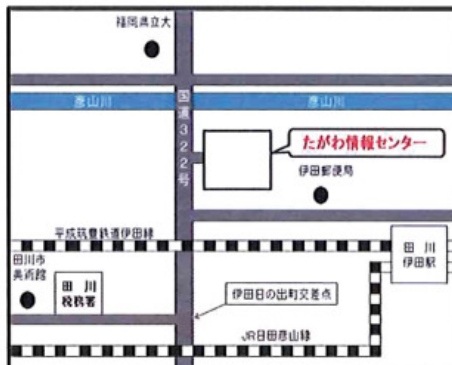 福岡県立大
彦山川
彦山川
国道322号
たがわ情報センター
伊田郵便局
平成筑豊鉄道伊田線
田川
伊田駅
田川市
美術館
田川
税務署
伊田日の出町交差点
JR日田彦山線